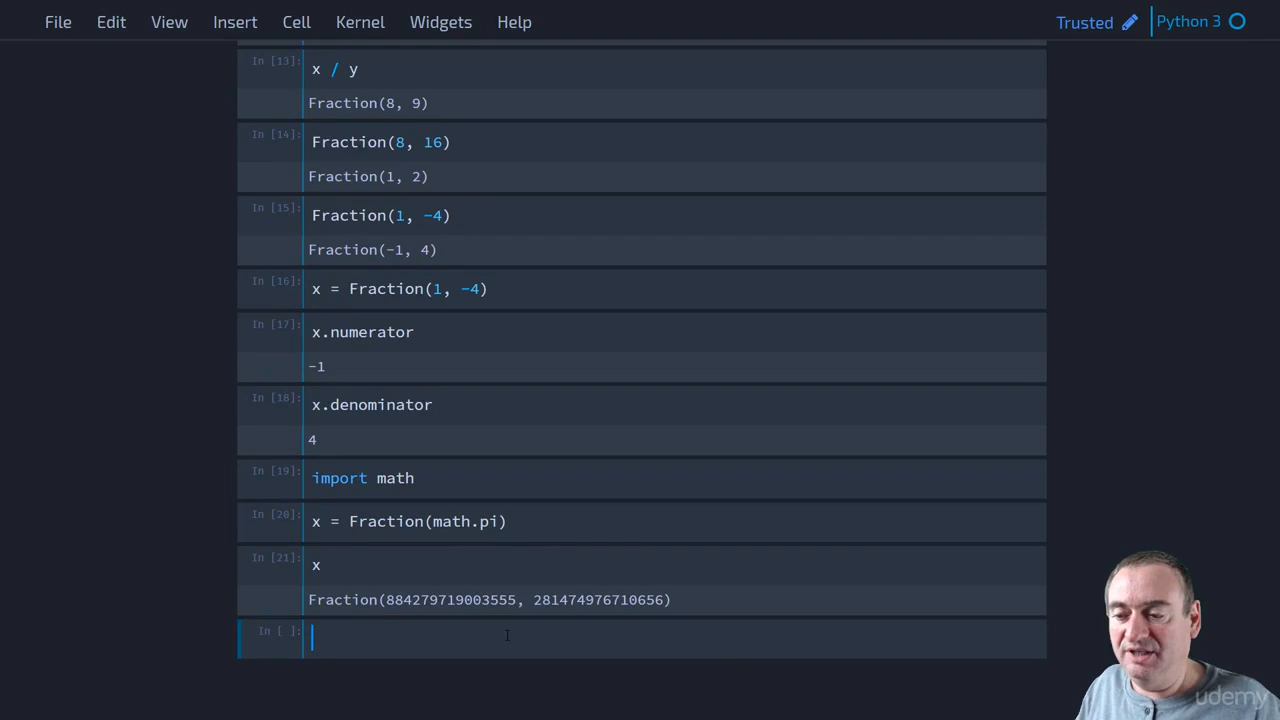 File Edit View Insert Cell Kernel Widgets Help Trusted Python 3
In [13]: x / y
Fraction(8, 9)
In [14]: Fraction(8, 16)
Fraction(1, 2)
In [15]: Fraction(1, -4)
Fraction(-1, 4)
In [16]: x = Fraction(1, -4)
In [17]: x.numerator
-1
In [18]: x.denominator
4
In [19]: import math
In [20]: x = Fraction(math.pi)
In [21]: x
Fraction(884279719003555, 281474976710656)
In [ ]:
udemy